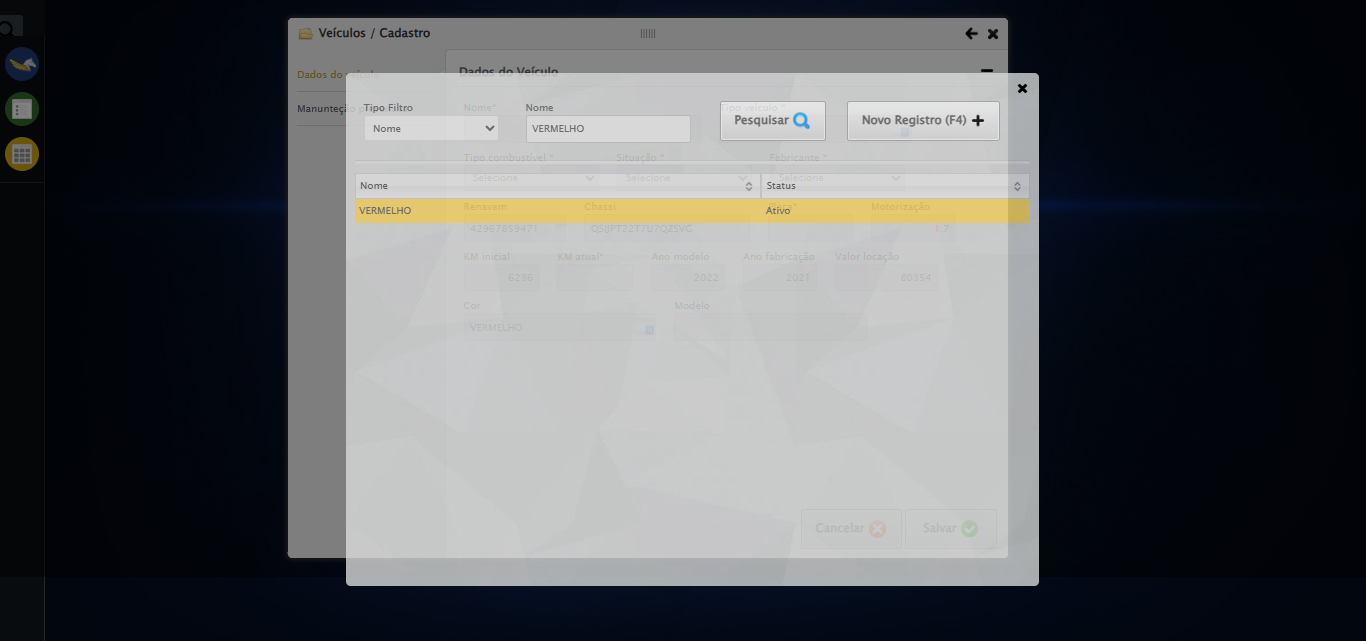 Veículos / Cadastro
Dados do veículo
Dados do Veículo
Manunteção p
Tipo Filtro
Nome*
Nome
Tipo veículo *
Nome
VERMELHO
Pesquisar
Novo Registro (F4)
Tipo combustível *
Situação *
Fabricante *
Selecione
Selecione
Selecione
Nome
Status
VERMELHO
Ativo
Renavam
Chassi
Placa*
Motorização
42967859471
1.7
KM inicial
KM atual*
Ano modelo
Ano fabricação
Valor locação
6286
2022
2021
60354
Cor
Modelo
VERMELHO
Cancelar
Salvar